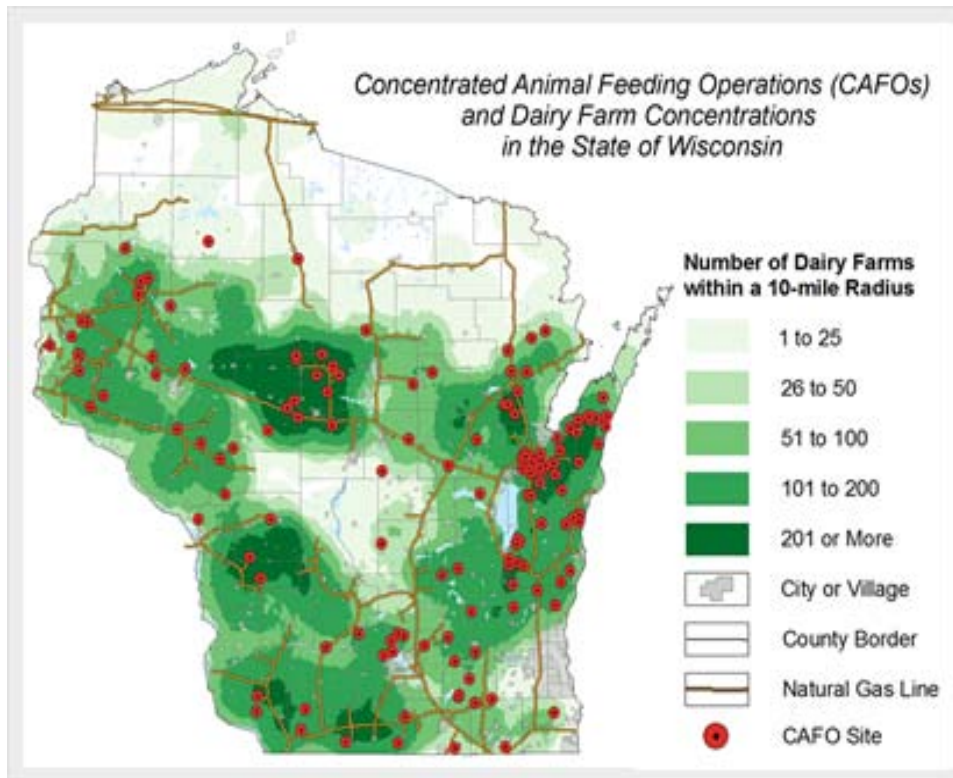 Concentrated Animal Feeding Operations (CAFOs)
and Dairy Farm Concentrations
in the State of Wisconsin
Number of Dairy Farms
within a 10-mile Radius
1 to 25
26 to 50
51 to 100
101 to 200
201 or More
City or Village
County Border
Natural Gas Line
CAFO Site